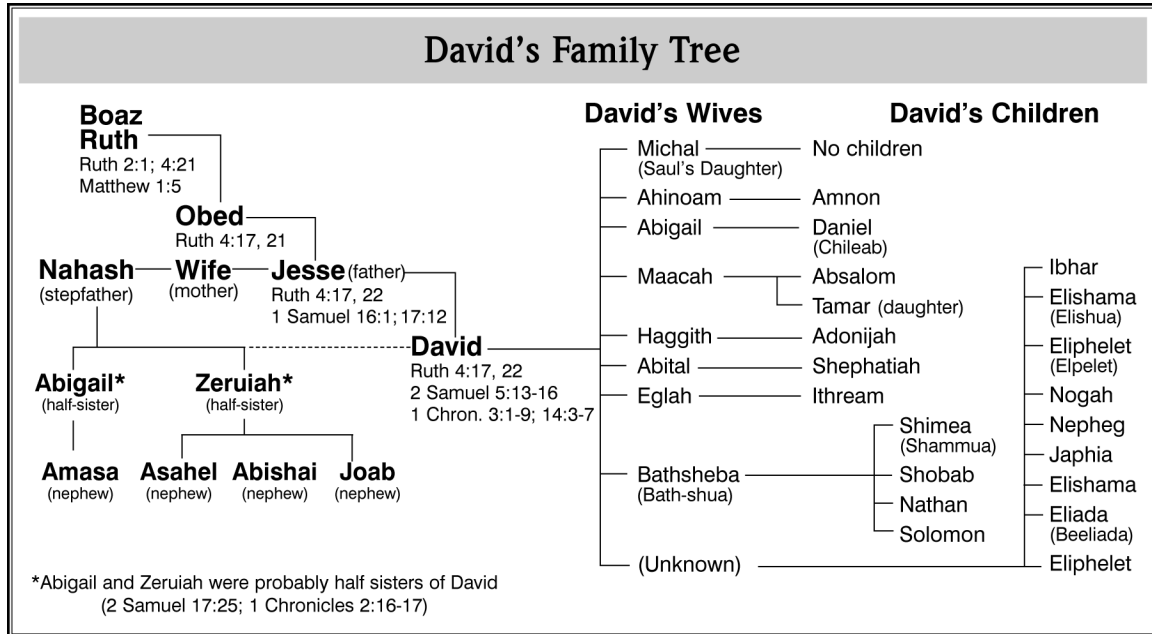 David's Family Tree
Boaz
Ruth
Ruth 2:1; 4:21
Matthew 1:5
Obed
Ruth 4:17, 21
Nahash
(stepfather)
Wife
(mother)
Jesse (father)
Ruth 4:17, 22
1 Samuel 16:1; 17:12
David
Ruth 4:17, 22
2 Samuel 5:13-16
1 Chron. 3:1-9; 14:3-7
Abigail*
(half-sister)
Zeruiah*
(half-sister)
Amasa
(nephew)
Asahel
(nephew)
Abishai
(nephew)
Joab
(nephew)
*Abigail and Zeruiah were probably half sisters of David
(2 Samuel 17:25; 1 Chronicles 2:16-17)
David's Wives
David's Children
Michal
(Saul's Daughter)
No children
Ahinoam
Amnon
Abigail
Daniel
(Chileab)
Maacah
Absalom
Tamar (daughter)
Haggith
Adonijah
Abital
Shephatiah
Eglah
Ithream
Bathsheba
(Bath-shua)
Shimea
(Shammua)
Shobab
Nathan
Solomon
(Unknown)
Ibhar
Elishama
(Elishua)
Eliphelet
(Elpelet)
Nogah
Nepheg
Japhia
Elishama
Eliada
(Beeliada)
Eliphelet